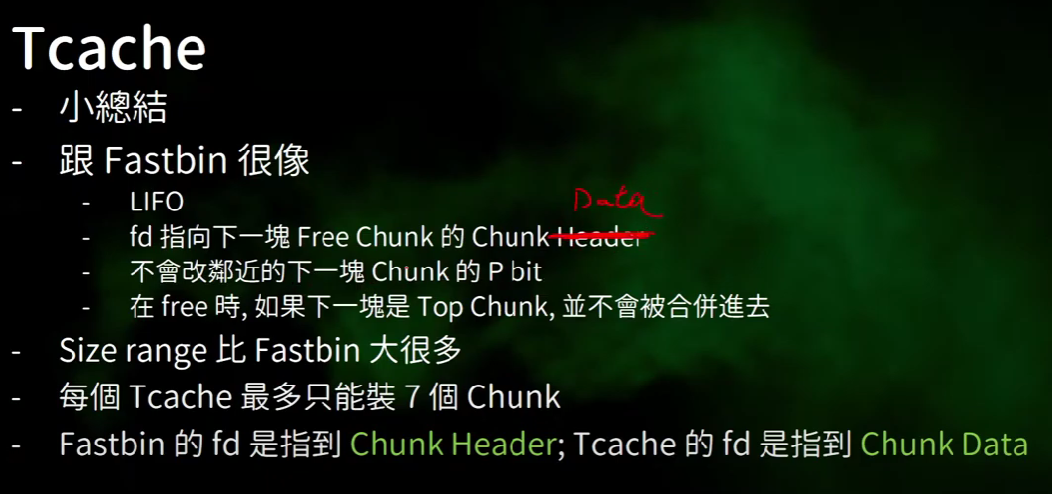 Tcache
- 小總結
- 跟 Fastbin 很像
- LIFO
Data
- fd 指向下一塊 Free Chunk 的 Chunk Header
- 不會改鄰近的下一塊 Chunk 的 P bit
- 在 free 時, 如果下一塊是 Top Chunk, 並不會被合併進去
- Size range 比 Fastbin 大很多
- 每個 Tcache 最多只能裝 7 個 Chunk
- Fastbin 的 fd 是指到 Chunk Header; Tcache 的 fd 是指到 Chunk Data